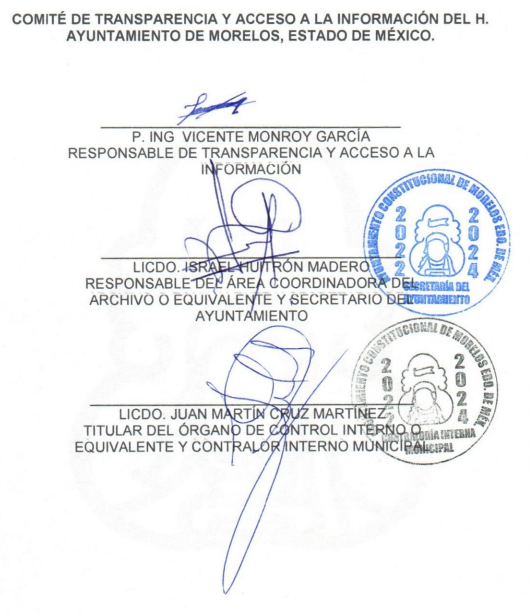 COMITÉ DE TRANSPARENCIA Y ACCESO A LA INFORMACIÓN DEL H.
AYUNTAMIENTO DE MORELOS, ESTADO DE MÉXICO.
P. ING VICENTE MONROY GARCÍA
RESPONSABLE DE TRANSPARENCIA Y ACCESO A LA
INFORMACIÓN
AYUNTAMIENTO CONSTITUCIONAL DE MORELOS EDO. DE MEX.
2022
2024
SECRETARÍA DEL
AYUNTAMIENTO
LICDO. ISRAEL HUITRÓN MADERO
RESPONSABLE DEL ÁREA COORDINADORA DEL
ARCHIVO O EQUIVALENTE Y SECRETARIO DEL
AYUNTAMIENTO
AYUNTAMIENTO CONSTITUCIONAL DE MORELOS EDO. DE MEX.
2022
2024
CONTRALORIA INTERNA
MUNICIPAL
LICDO. JUAN MARTÍN CRUZ MARTÍNEZ
TITULAR DEL ÓRGANO DE CONTROL INTERNO O
EQUIVALENTE Y CONTRALOR INTERNO MUNICIPAL